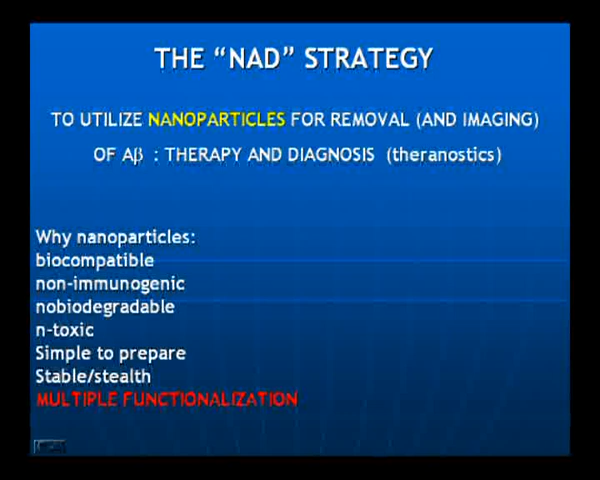 THE “NAD” STRATEGY
TO UTILIZE NANOPARTICLES FOR REMOVAL (AND IMAGING)
OF Aβ : THERAPY AND DIAGNOSIS (theranostics)
Why nanoparticles:
biocompatible
non-immunogenic
nobiodegradable
n-toxic
Simple to prepare
Stable/stealth
MULTIPLE FUNCTIONALIZATION